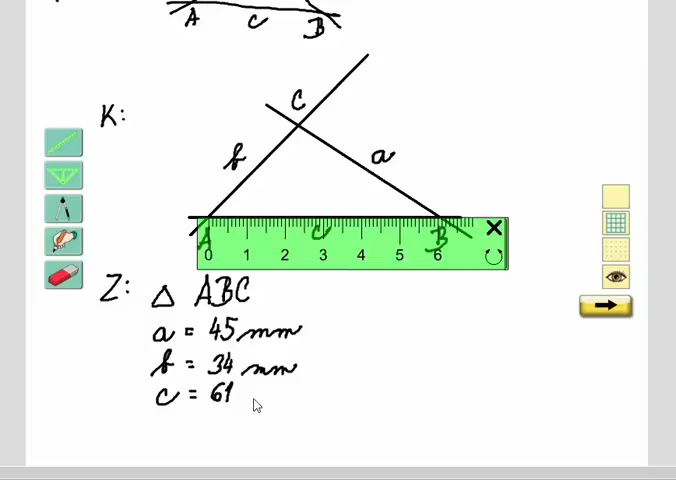 A c B
K:
C
b a
A c B
0 1 2 3 4 5 6
Z: △ ABC
a = 45 mm
b = 34 mm
c = 61